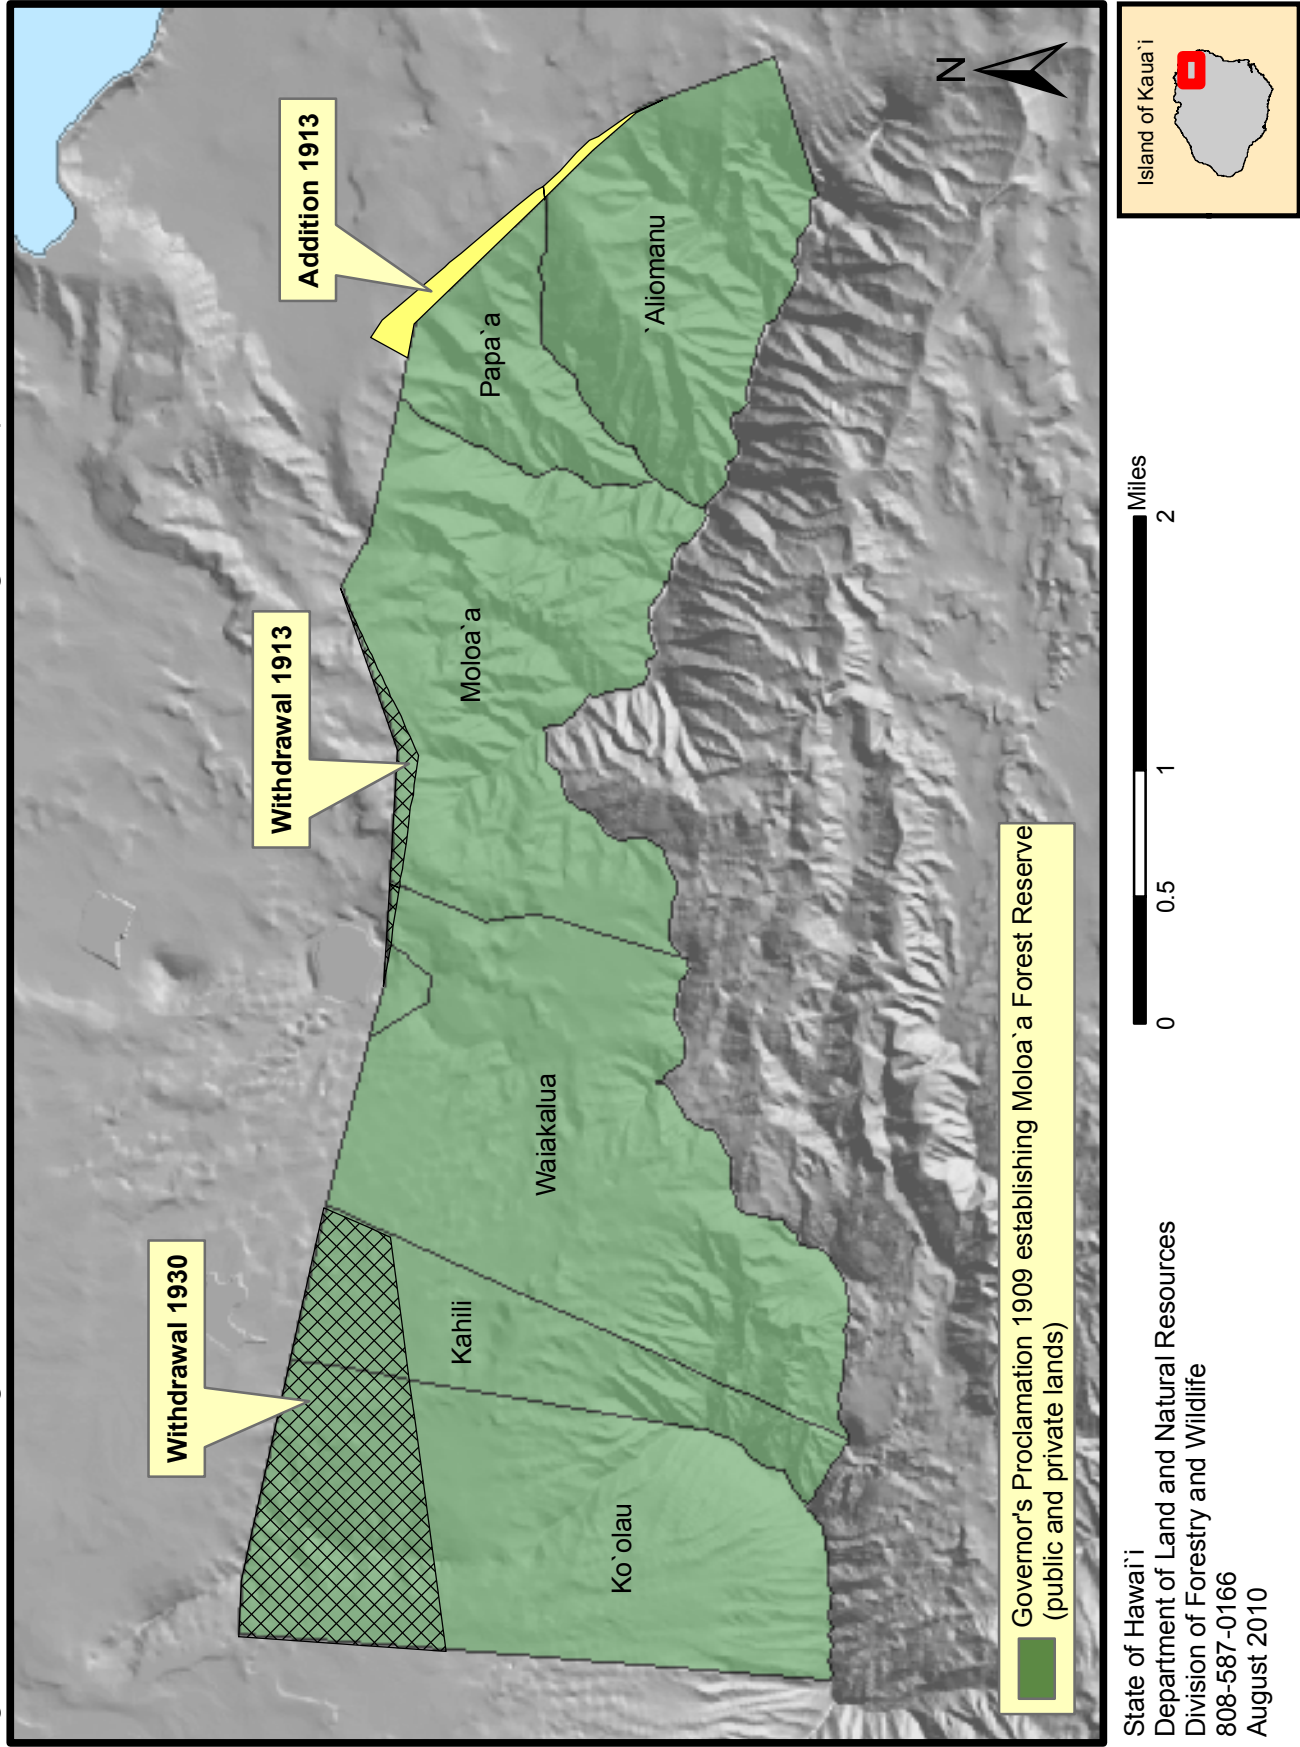 Withdrawal 1930
Withdrawal 1913
Addition 1913
Ko`olau
Kahili
Waiakalua
Moloa`a
Papa`a
`Aliomanu
N
Governor's Proclamation 1909 establishing Moloa`a Forest Reserve
(public and private lands)
State of Hawai`i
Department of Land and Natural Resources
Division of Forestry and Wildlife
808-587-0166
August 2010
0 0.5 1 2
Miles
Island of Kaua`i